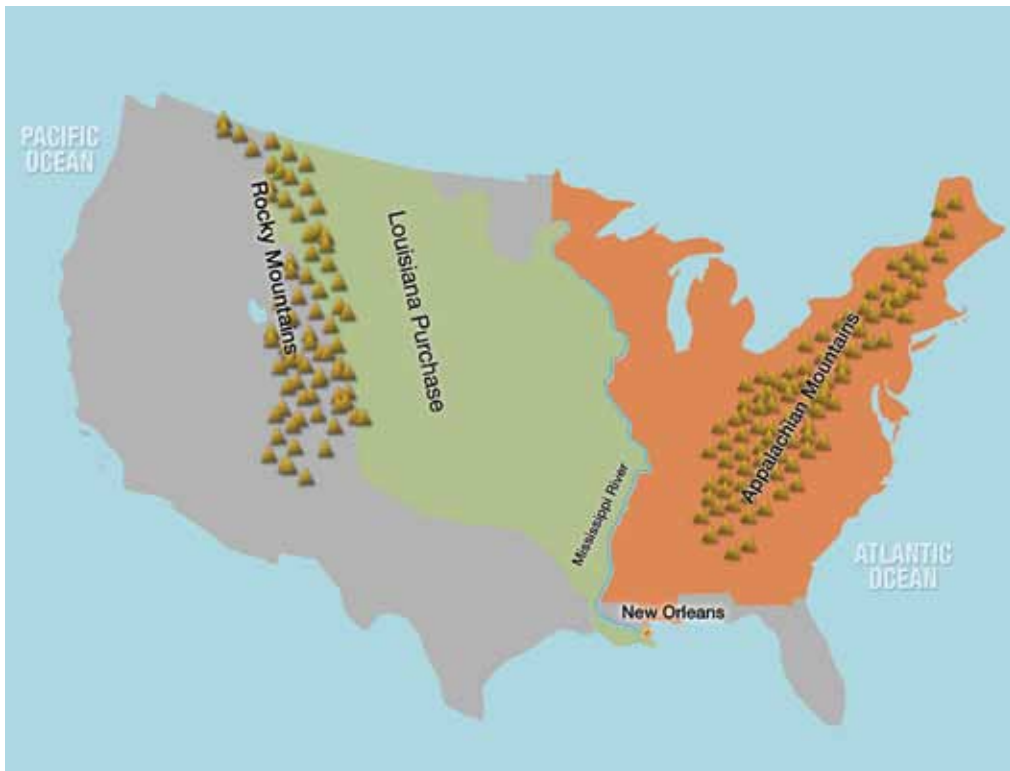 PACIFIC
OCEAN
Rocky Mountains
Louisiana Purchase
Appalachian Mountains
Mississippi River
ATLANTIC
OCEAN
New Orleans